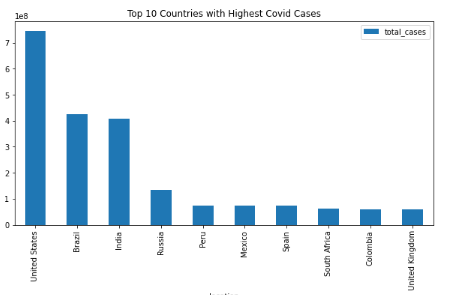 Top 10 Countries with Highest Covid Cases
1e8
total_cases
7
6
5
4
3
2
1
0
United States
Brazil
India
Russia
Peru
Mexico
Spain
South Africa
Colombia
United Kingdom